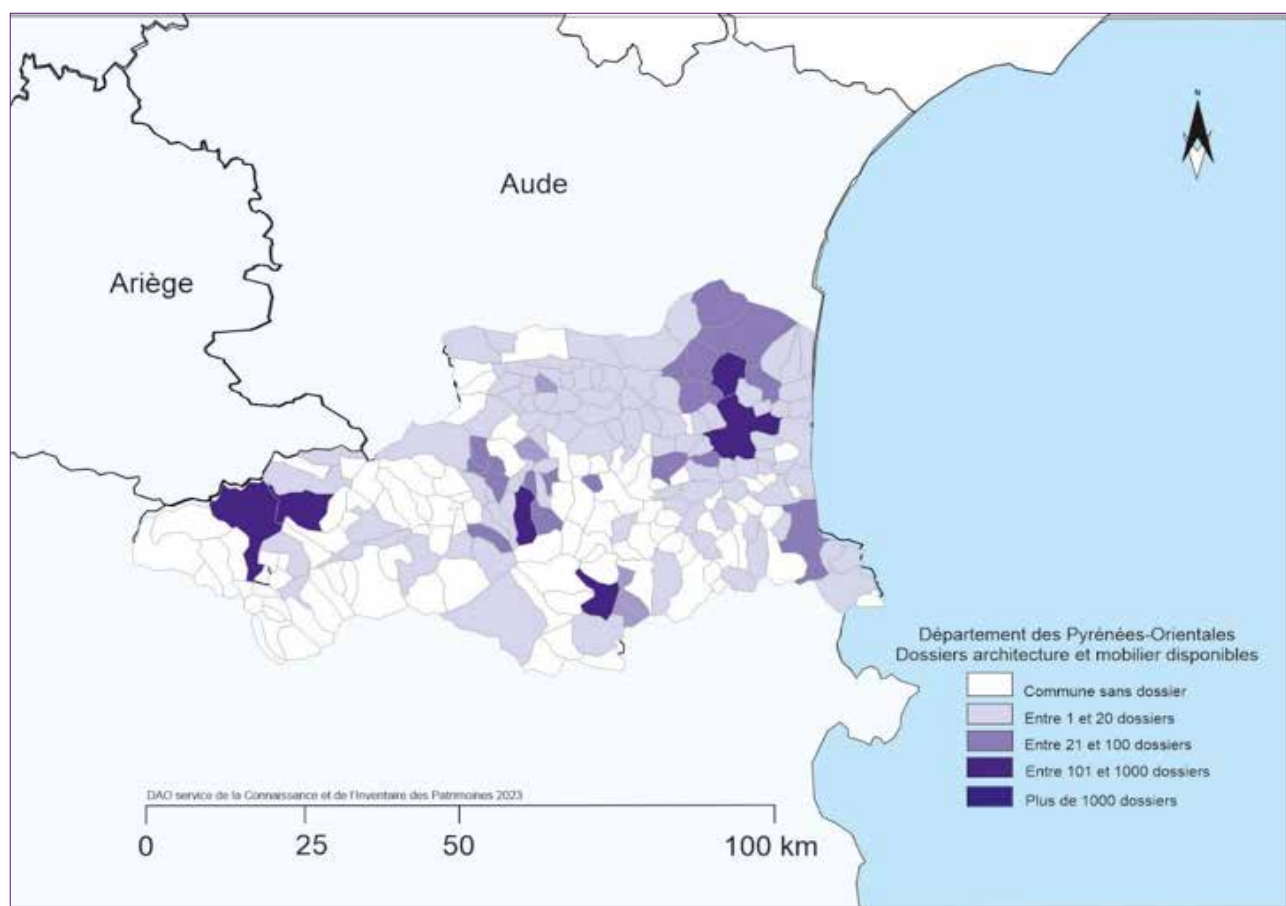 N
Aude
Ariège
Département des Pyrénées-Orientales
Dossiers architecture et mobilier disponibles
Commune sans dossier
Entre 1 et 20 dossiers
Entre 21 et 100 dossiers
Entre 101 et 1000 dossiers
Plus de 1000 dossiers
DAO service de la Connaissance et de l'Inventaire des Patrimoines 2023
0 25 50 100 km